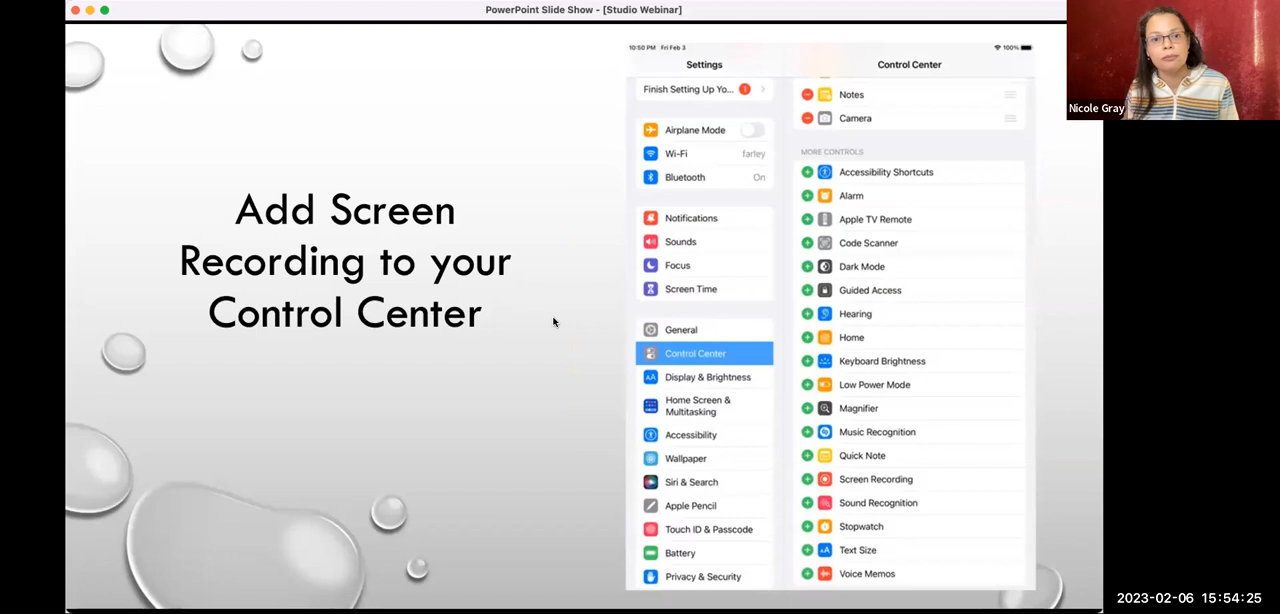 PowerPoint Slide Show - [Studio Webinar]
Nicole Gray
Add Screen
Recording to your
Control Center
10:50 PM Fri Feb 3
100%
Settings
Finish Setting Up Yo... 1
Airplane Mode
Wi-Fi farley
Bluetooth On
Notifications
Sounds
Focus
Screen Time
General
Control Center
Display & Brightness
Home Screen &
Multitasking
Accessibility
Wallpaper
Siri & Search
Apple Pencil
Touch ID & Passcode
Battery
Privacy & Security
Control Center
Notes
Camera
MORE CONTROLS
Accessibility Shortcuts
Alarm
Apple TV Remote
Code Scanner
Dark Mode
Guided Access
Hearing
Home
Keyboard Brightness
Low Power Mode
Magnifier
Music Recognition
Quick Note
Screen Recording
Sound Recognition
Stopwatch
Text Size
Voice Memos
2023-02-06 15:54:25